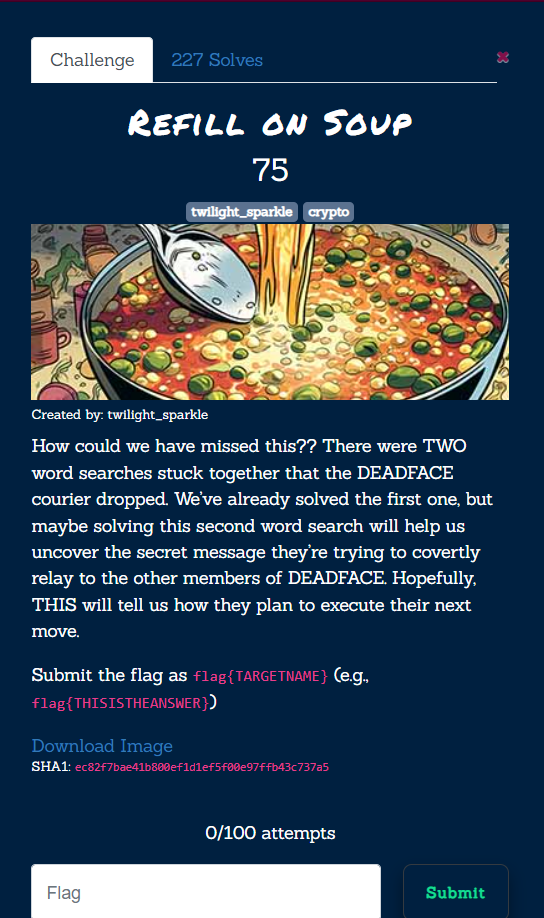 Challenge
227 Solves
Refill on Soup
75
twilight_sparkle crypto
Created by: twilight_sparkle
How could we have missed this?? There were TWO
word searches stuck together that the DEADFACE
courier dropped. We've already solved the first one, but
maybe solving this second word search will help us
uncover the secret message they're trying to covertly
relay to the other members of DEADFACE. Hopefully,
THIS will tell us how they plan to execute their next
move.
Submit the flag as flag{TARGETNAME} (e.g.,
flag{THISISTHEANSWER})
Download Image
SHA1: ec82f7bae41b800ef1d1ef5f00e97ffb43c737a5
0/100 attempts
Flag
Submit